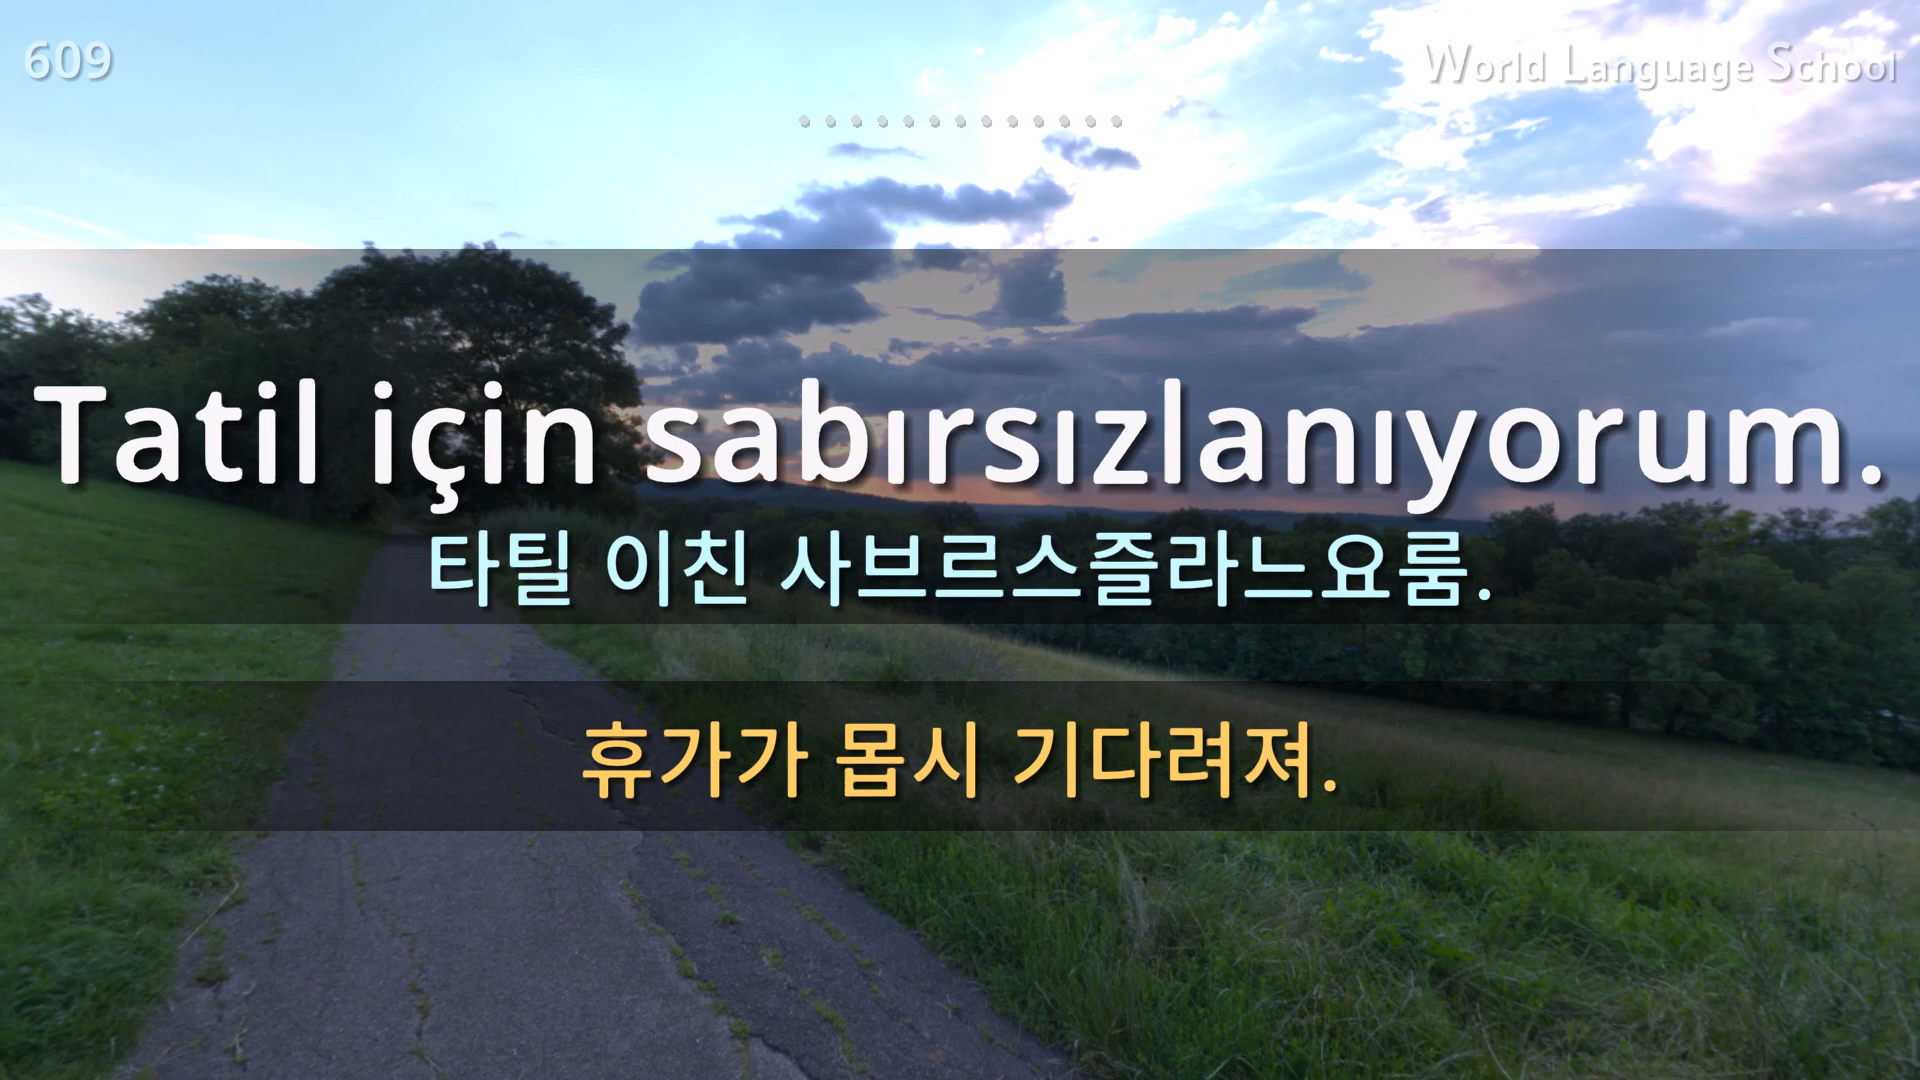 609
World Language School
Tatil için sabırsızlanıyorum.
타틸 이친 사브르스즐라느요룸.
휴가가 몹시 기다려져.